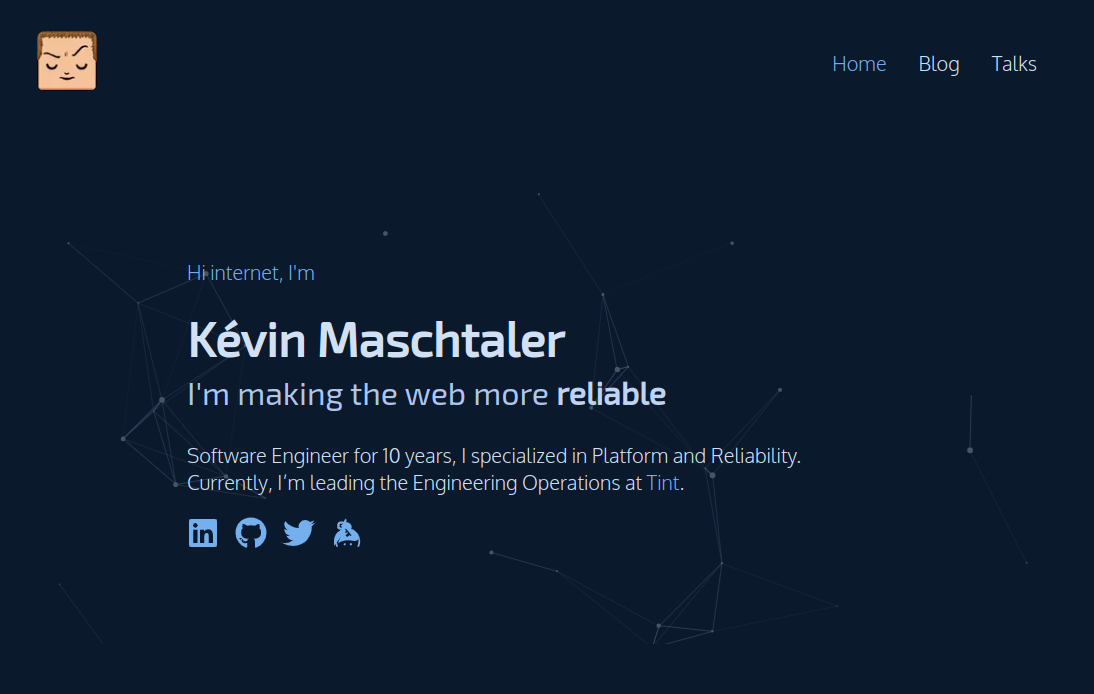 Home Blog Talks
Hi internet, I'm
Kévin Maschtaler
I'm making the web more reliable
Software Engineer for 10 years, I specialized in Platform and Reliability.
Currently, I’m leading the Engineering Operations at Tint.
in